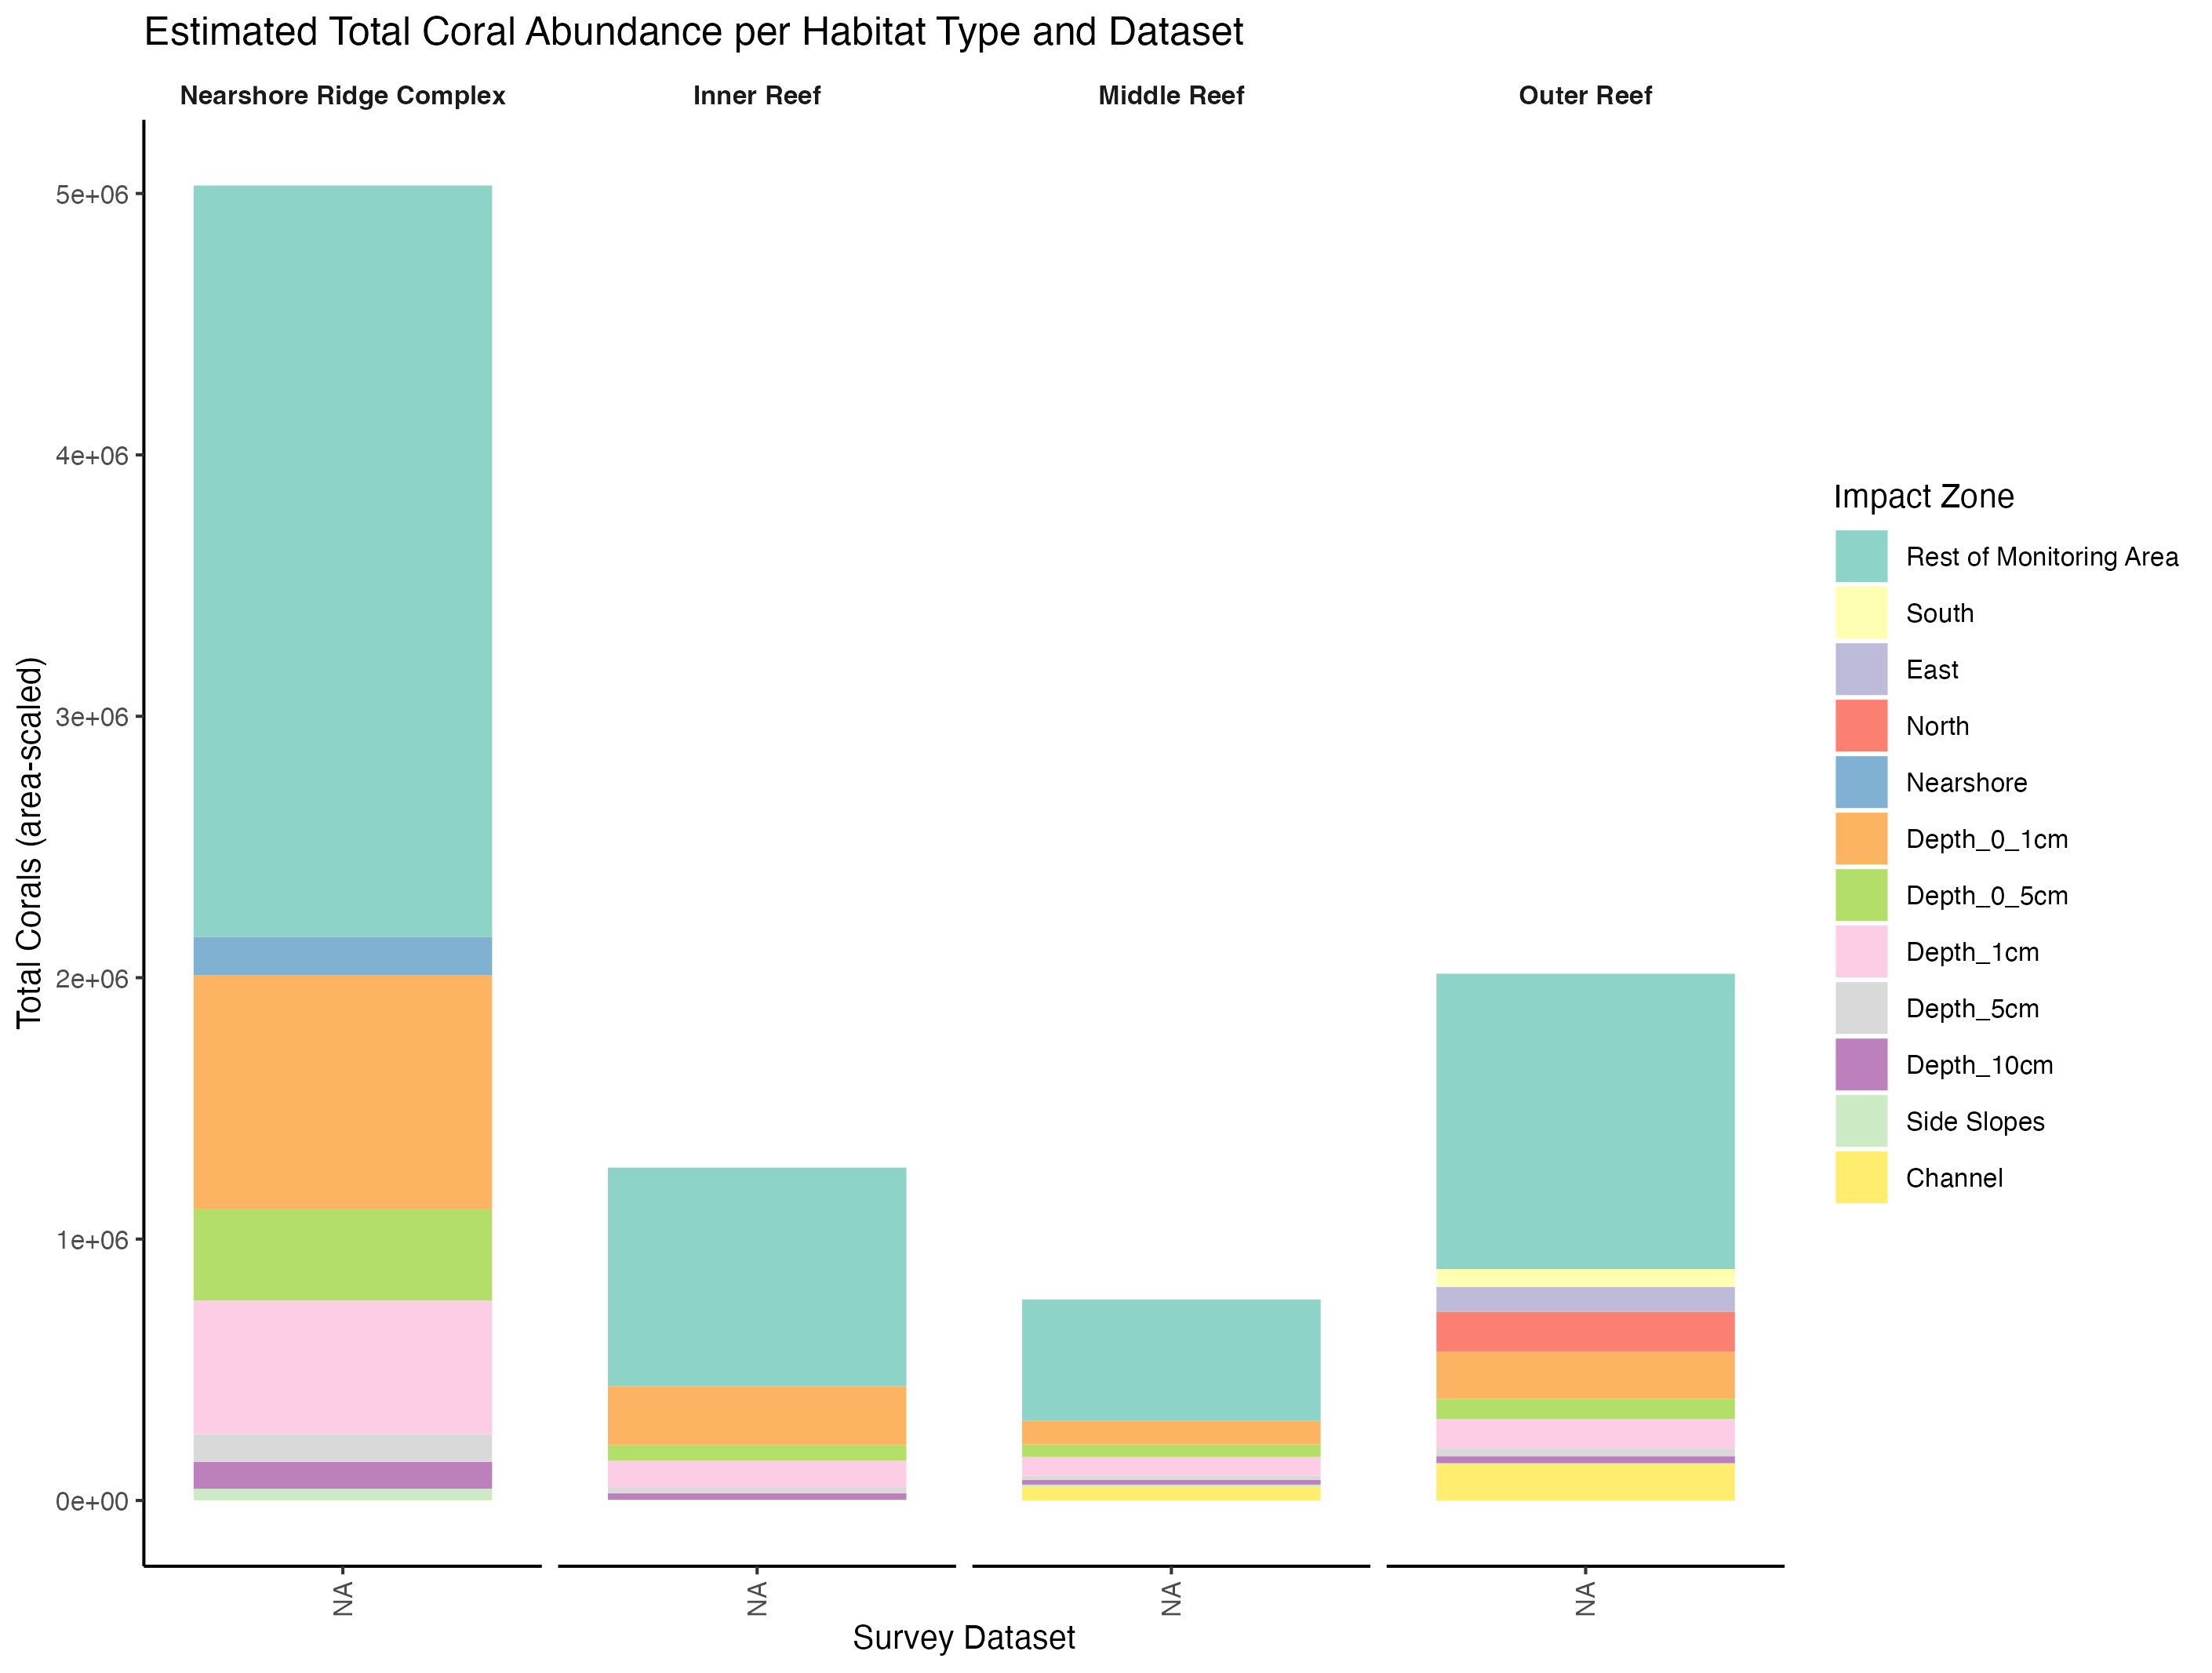 Estimated Total Coral Abundance per Habitat Type and Dataset
Nearshore Ridge Complex
Inner Reef
Middle Reef
Outer Reef
Total Corals (area-scaled)
5e+06
4e+06
3e+06
2e+06
1e+06
0e+00
NA
NA
NA
NA
Survey Dataset
Impact Zone
Rest of Monitoring Area
South
East
North
Nearshore
Depth_0_1cm
Depth_0_5cm
Depth_1cm
Depth_5cm
Depth_10cm
Side Slopes
Channel